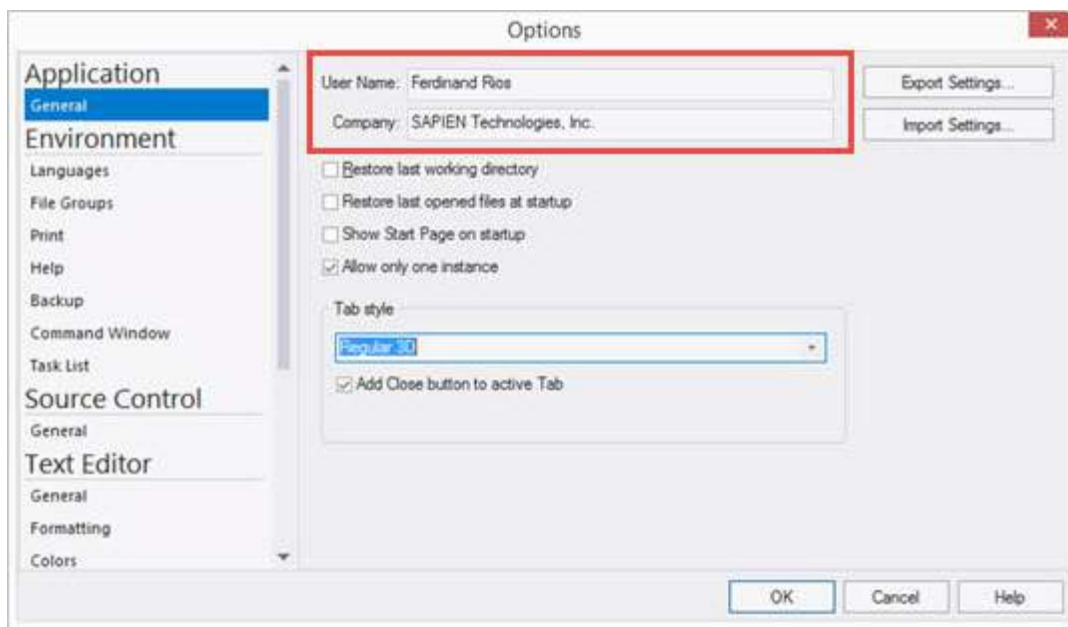 Options
Application
General
Environment
Languages
File Groups
Print
Help
Backup
Command Window
Task List
Source Control
General
Text Editor
General
Formatting
Colors
User Name: Ferdinand Rios
Company: SAPIEN Technologies, Inc.
Export Settings...
Import Settings...
Restore last working directory
Restore last opened files at startup
Show Start Page on startup
Allow only one instance
Tab style
Regular 3D
Add Close button to active Tab
OK
Cancel
Help